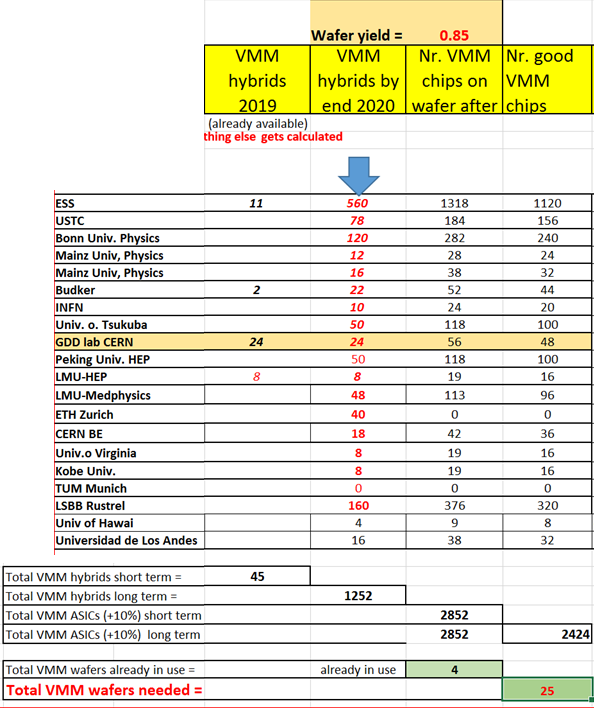 Wafer yield = 0.85
VMM VMM Nr. VMM Nr. good
hybrids hybrids by chips on VMM
2019 end 2020 wafer after chips
(already available)
thing else gets calculated
ESS 11 560 1318 1120
USTC 78 184 156
Bonn Univ. Physics 120 282 240
Mainz Univ, Physics 12 28 24
Mainz Univ, Physics 16 38 32
Budker 2 22 52 44
INFN 10 24 20
Univ. o. Tsukuba 50 118 100
GDD lab CERN 24 24 56 48
Peking Univ. HEP 50 118 100
LMU-HEP 8 8 19 16
LMU-Medphysics 48 113 96
ETH Zurich 40 0 0
CERN BE 18 42 36
Univ.o Virginia 8 19 16
Kobe Univ. 8 19 16
TUM Munich 0 0 0
LSBB Rustrel 160 376 320
Univ of Hawai 4 9 8
Universidad de Los Andes 16 38 32
Total VMM hybrids short term = 45
Total VMM hybrids long term = 1252
Total VMM ASICs (+10%) short term 2852
Total VMM ASICs (+10%) long term 2852 2424
Total VMM wafers already in use = already in use 4
Total VMM wafers needed = 25